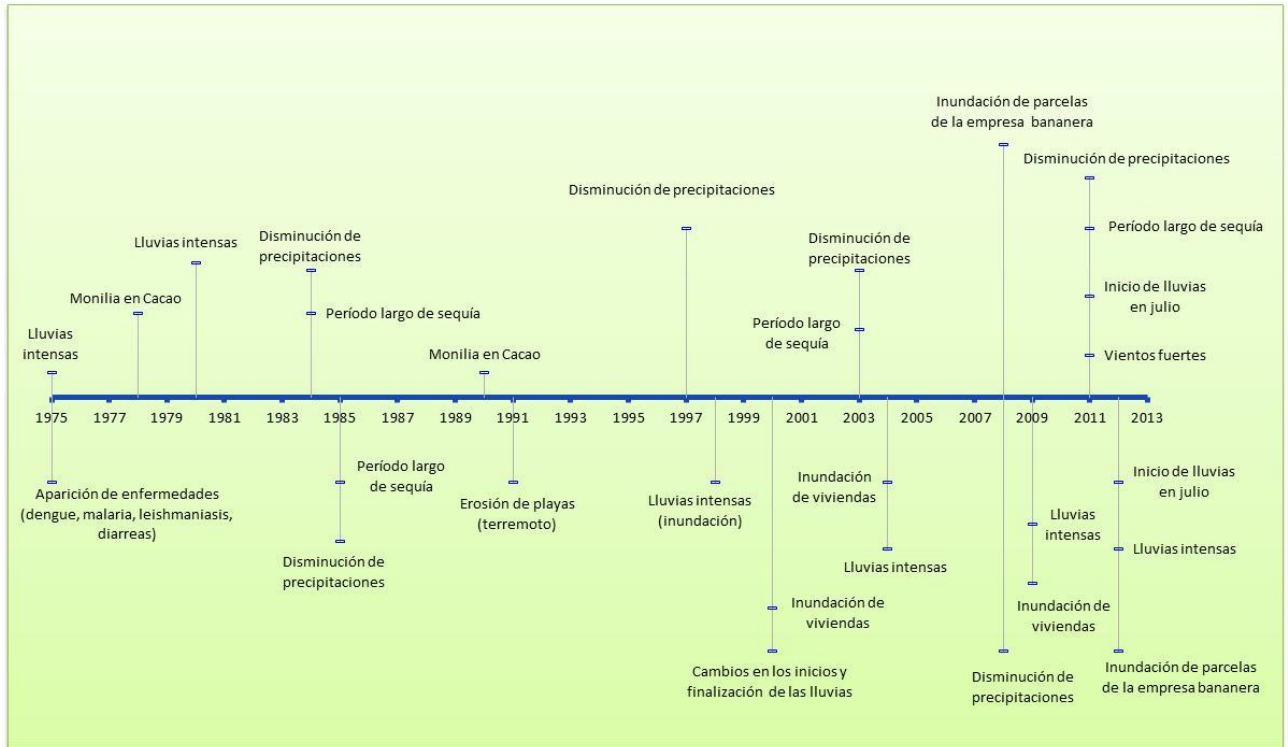 Inundación de parcelas
de la empresa bananera
Disminución de precipitaciones
Disminución de precipitaciones
Período largo de sequía
Lluvias intensas
Disminución de
precipitaciones
Disminución de
precipitaciones
Inicio de lluvias
en julio
Monilia en Cacao
Período largo de sequía
Período largo
de sequía
Lluvias
intensas
Monilia en Cacao
Vientos fuertes
1975 1977 1979 1981 1983 1985 1987 1989 1991 1993 1995 1997 1999 2001 2003 2005 2007 2009 2011 2013
Aparición de enfermedades
(dengue, malaria, leishmaniasis,
diarreas)
Período largo
de sequía
Erosión de playas
(terremoto)
Lluvias intensas
(inundación)
Inundación
de viviendas
Inicio de lluvias
en julio
Lluvias
intensas
Disminución de
precipitaciones
Lluvias intensas
Lluvias intensas
Inundación de
viviendas
Inundación de
viviendas
Cambios en los inicios y
finalización de las lluvias
Disminución de
precipitaciones
Inundación de parcelas
de la empresa bananera